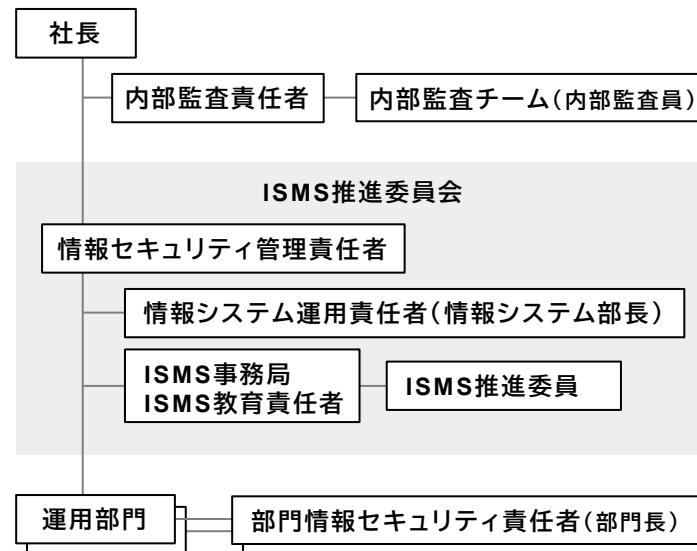 社長
内部監査責任者
内部監査チーム(内部監査員)
ISMS推進委員会
情報セキュリティ管理責任者
情報システム運用責任者(情報システム部長)
ISMS事務局
ISMS教育責任者
ISMS推進委員
運用部門
部門情報セキュリティ責任者(部門長)